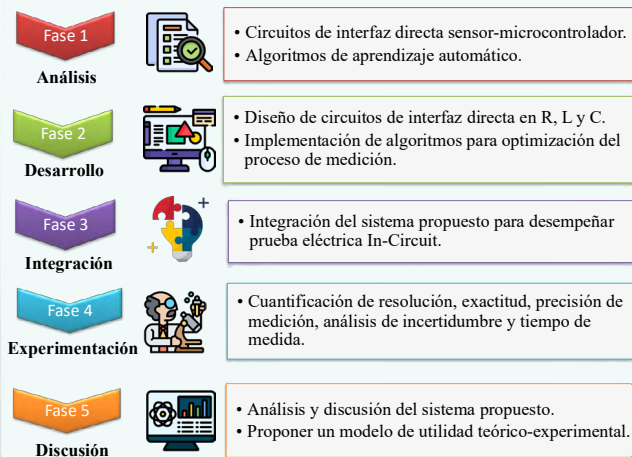 Fase 1
Análisis
• Circuitos de interfaz directa sensor-microcontrolador.
• Algoritmos de aprendizaje automático.
Fase 2
Desarrollo
• Diseño de circuitos de interfaz directa en R, L y C.
• Implementación de algoritmos para optimización del
proceso de medición.
Fase 3
Integración
• Integración del sistema propuesto para desempeñar
prueba eléctrica In-Circuit.
Fase 4
Experimentación
• Cuantificación de resolución, exactitud, precisión de
medición, análisis de incertidumbre y tiempo de
medida.
Fase 5
Discusión
• Análisis y discusión del sistema propuesto.
• Proponer un modelo de utilidad teórico-experimental.